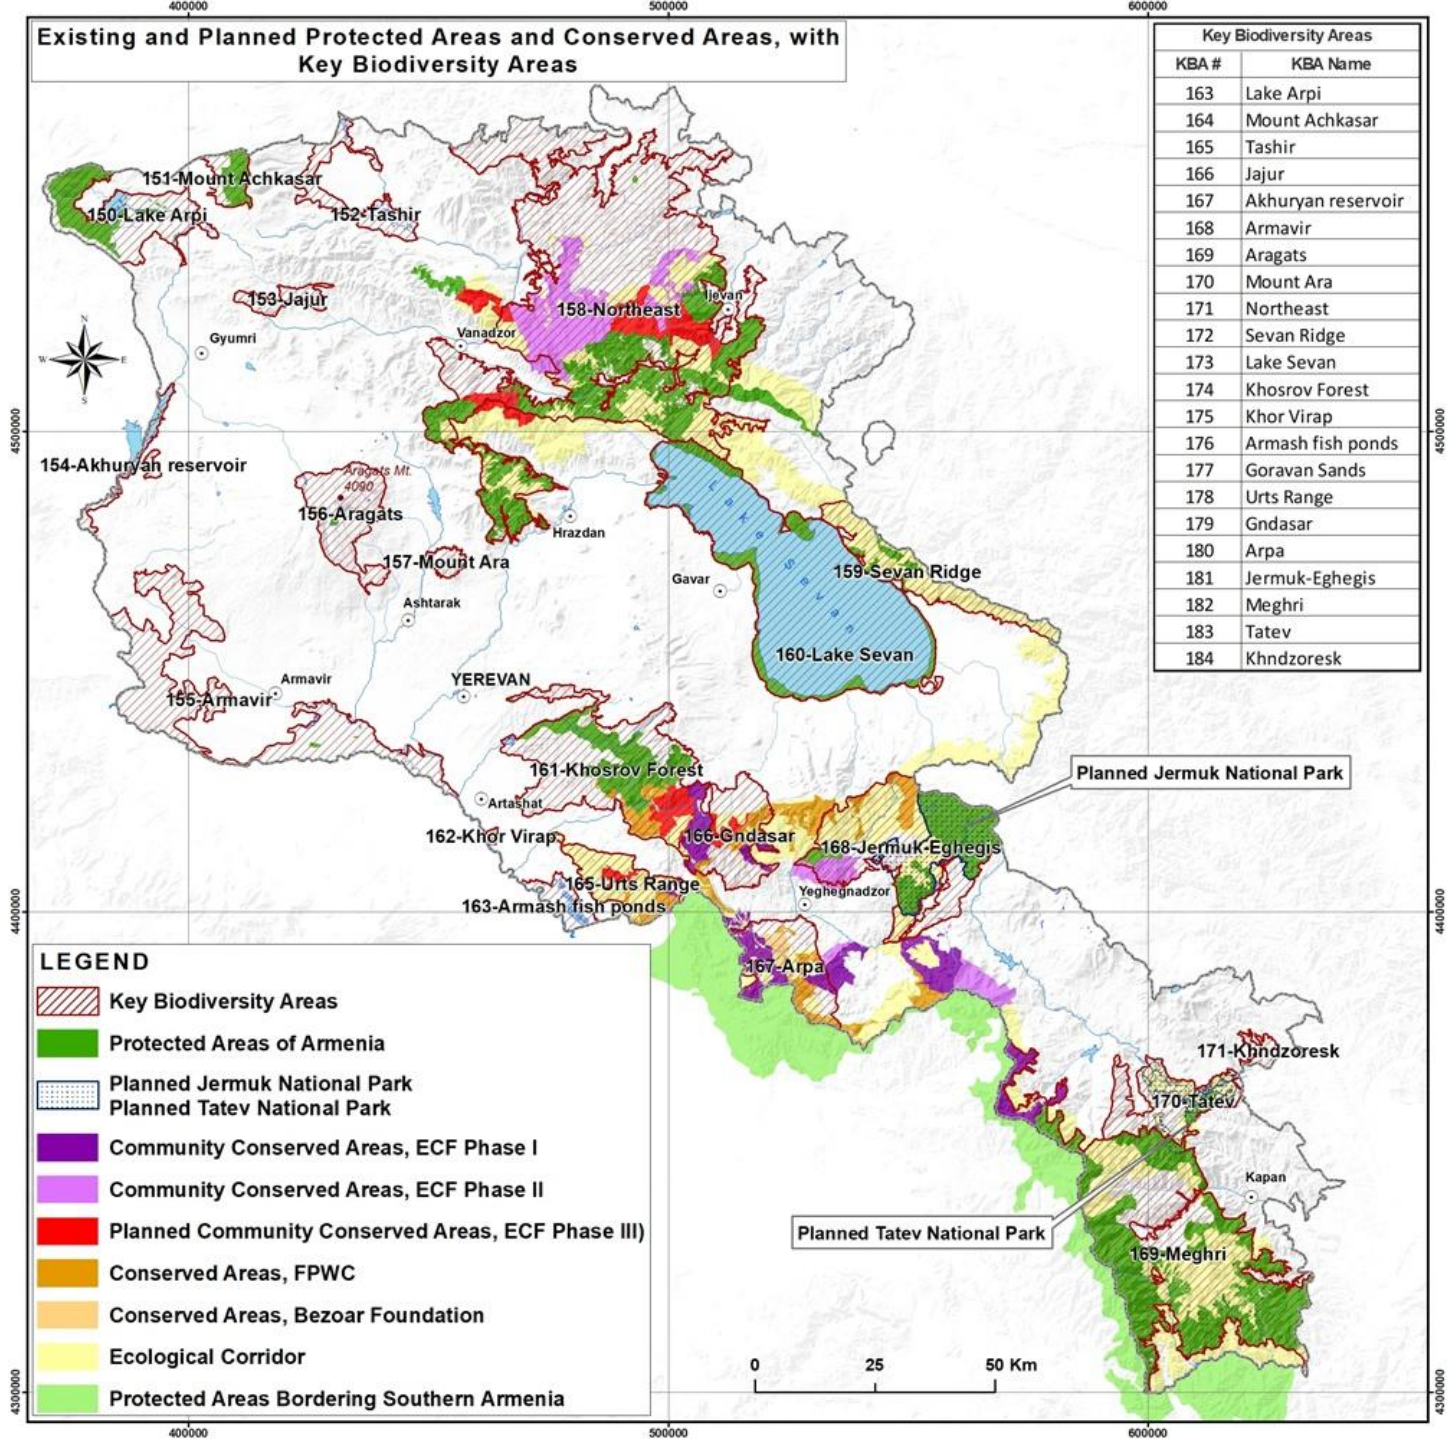 400000 500000 600000
Existing and Planned Protected Areas and Conserved Areas, with
Key Biodiversity Areas
Key Biodiversity Areas
KBA # KBA Name
163 Lake Arpi
164 Mount Achkasar
165 Tashir
166 Jajur
167 Akhuryan reservoir
168 Armavir
169 Aragats
170 Mount Ara
171 Northeast
172 Sevan Ridge
173 Lake Sevan
174 Khosrov Forest
175 Khor Virap
176 Armash fish ponds
177 Goravan Sands
178 Urts Range
179 Gndasar
180 Arpa
181 Jermuk-Eghegis
182 Meghri
183 Tatev
184 Khndzoresk
151-Mount Achkasar
150-Lake Arpi
152-Tashir
153-Jajur
158-Northeast
Ijevan
Gyumri
Vanadzor
N
W E
S
4500000 4500000
154-Akhuryan reservoir
Aragats Mt.
4090
156-Aragats
Hrazdan
157-Mount Ara
Lake Sevan
159-Sevan Ridge
Gavar
Ashtarak
160-Lake Sevan
Armavir
YEREVAN
155-Armavir
161-Khosrov Forest
Planned Jermuk National Park
Artashat
162-Khor Virap
166-Gndasar
168-Jermuk-Eghegis
165-Urts Range
Yeghegnadzor
163-Armash fish ponds
4400000 4400000
167-Arpa
171-Khndzoresk
170-Tatev
Kapan
Planned Tatev National Park
169-Meghri
LEGEND
Key Biodiversity Areas
Protected Areas of Armenia
Planned Jermuk National Park
Planned Tatev National Park
Community Conserved Areas, ECF Phase I
Community Conserved Areas, ECF Phase II
Planned Community Conserved Areas, ECF Phase III)
Conserved Areas, FPWC
Conserved Areas, Bezoar Foundation
Ecological Corridor
Protected Areas Bordering Southern Armenia
0 25 50 Km
4300000 4300000
400000 500000 600000